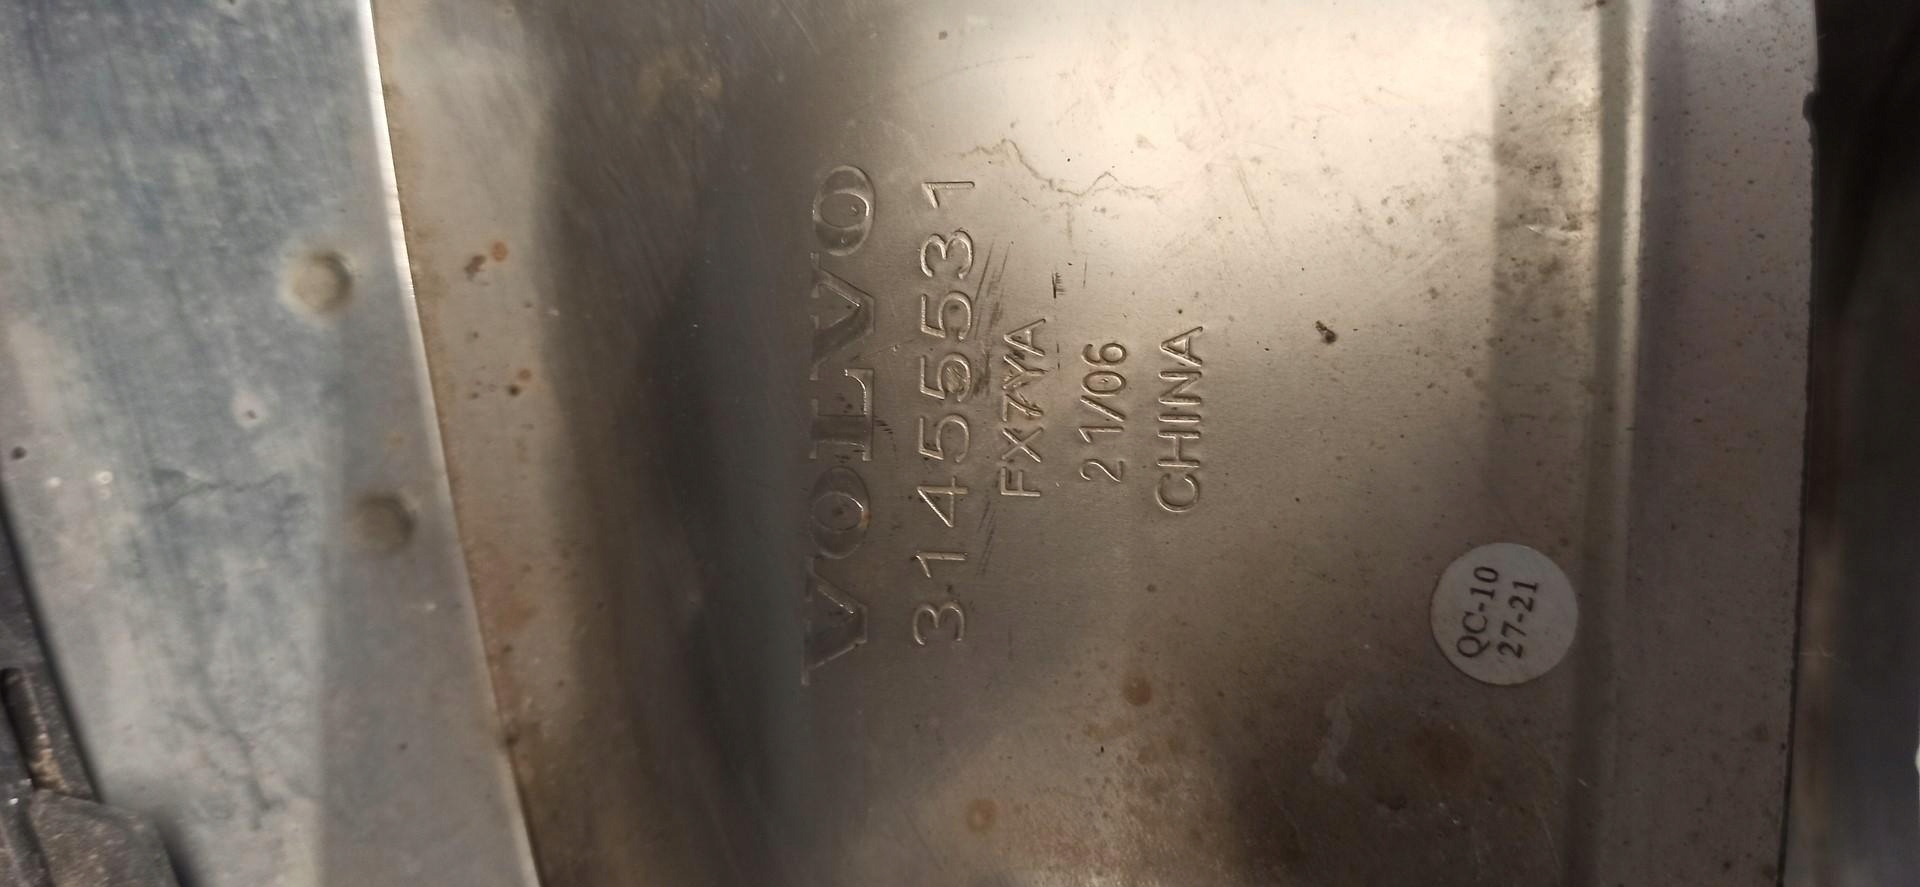 VOLVO
31455531
FX7YA
21/06
CHINA
QC-10
27-21